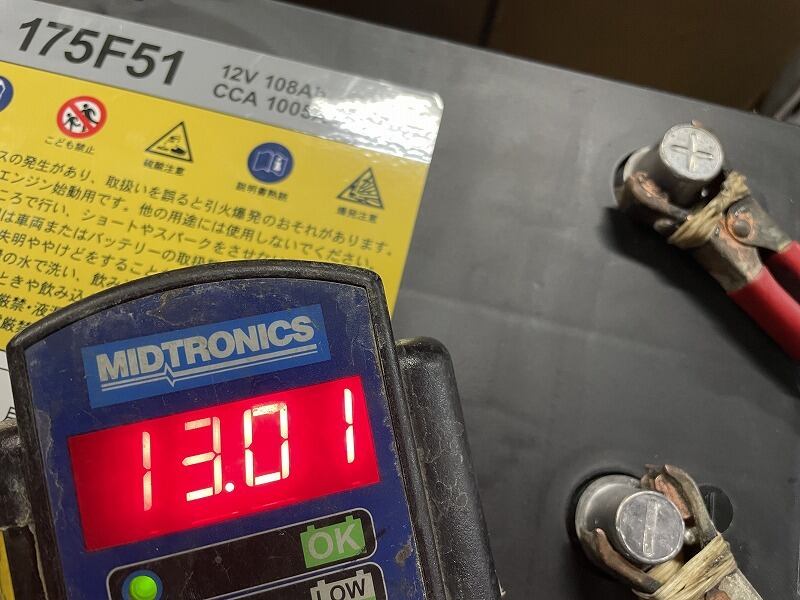 175F51
12V 108Ah
CCA 1005
こども禁止
硫酸注意
説明書熟読
爆発注意
スの発生があり、取扱いを誤ると引火爆発のおそれがあります。
エンジン始動用です。他の用途には使用しないでください。
ころで行い、ショートやスパークをさせない
は車両またはバッテリーの取扱
失明ややけどをすること
の水で洗い、飲み
ときや飲み込
厳禁・液
厳禁
MIDTRONICS
13.01
OK
LOW